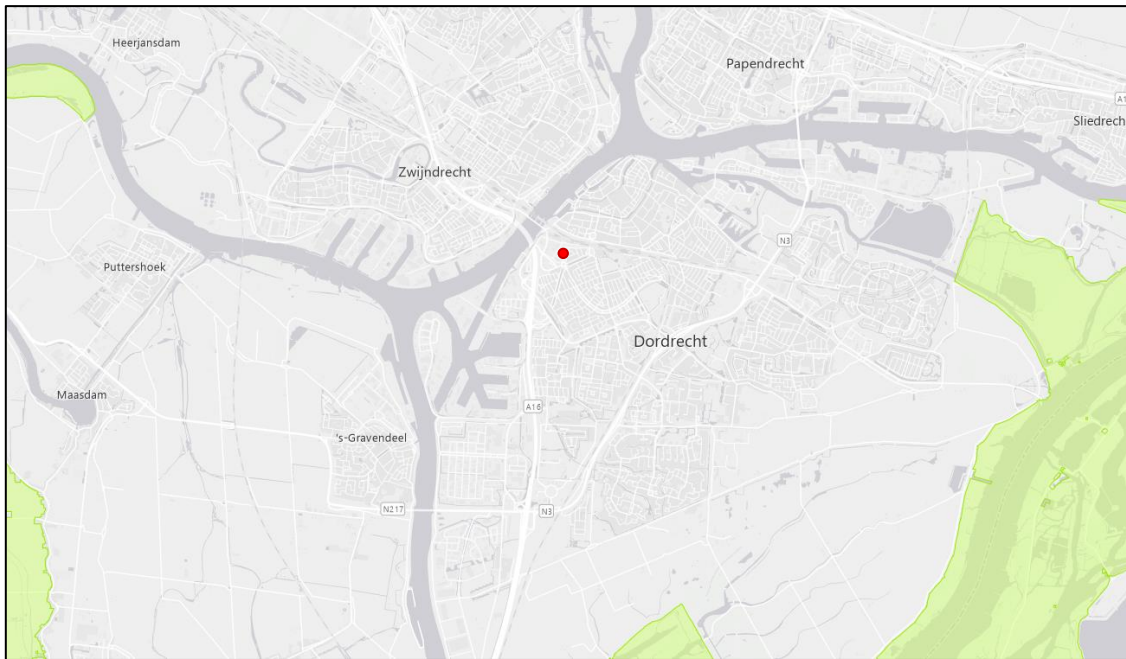 Heerjansdam
Papendrecht
A1
Sliedrech
Zwijndrecht
N3
Puttershoek
Dordrecht
Maasdam
A16
's-Gravendeel
N217
N3